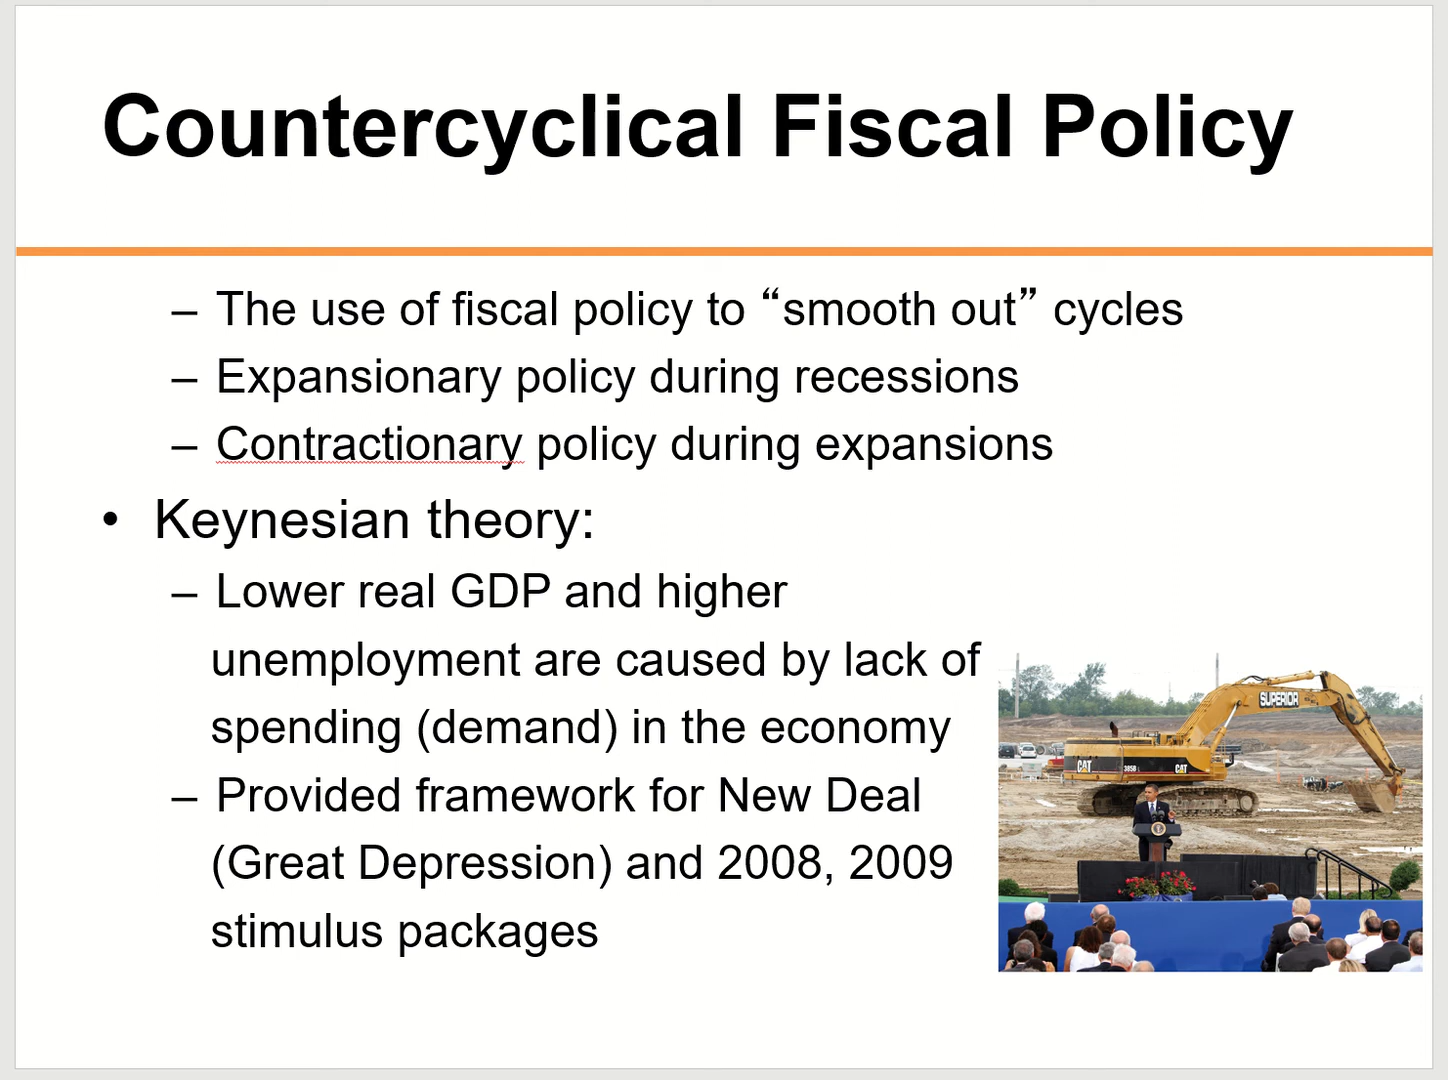 Countercyclical Fiscal Policy
– The use of fiscal policy to “smooth out” cycles
– Expansionary policy during recessions
– Contractionary policy during expansions
• Keynesian theory:
– Lower real GDP and higher
unemployment are caused by lack of
spending (demand) in the economy
– Provided framework for New Deal
(Great Depression) and 2008, 2009
stimulus packages
SUPERIOR
CAT 385B CAT